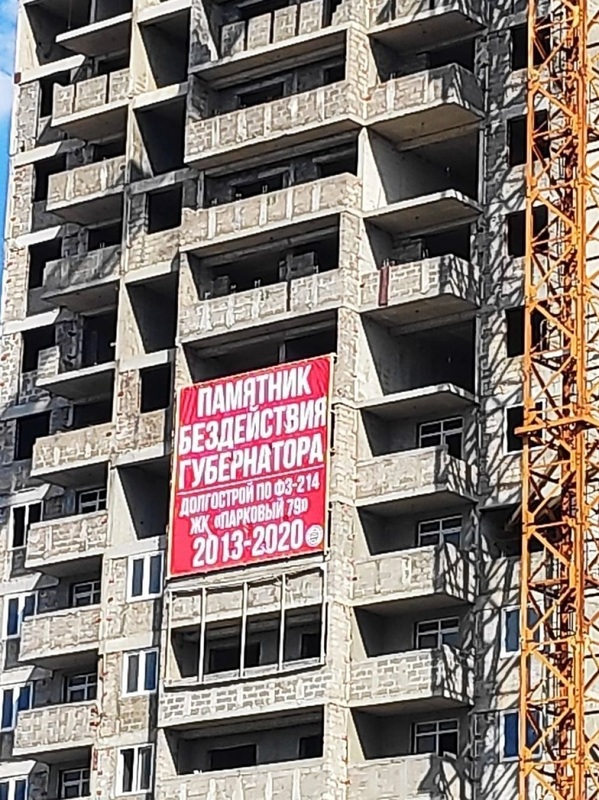 ПАМЯТНИК
БЕЗДЕЙСТВИЯ
ГУБЕРНАТОРА
ДОЛГОСТРОЙ ПО ФЗ-214
ЖК «ПАРКОВЫЙ 79»
2013-2020